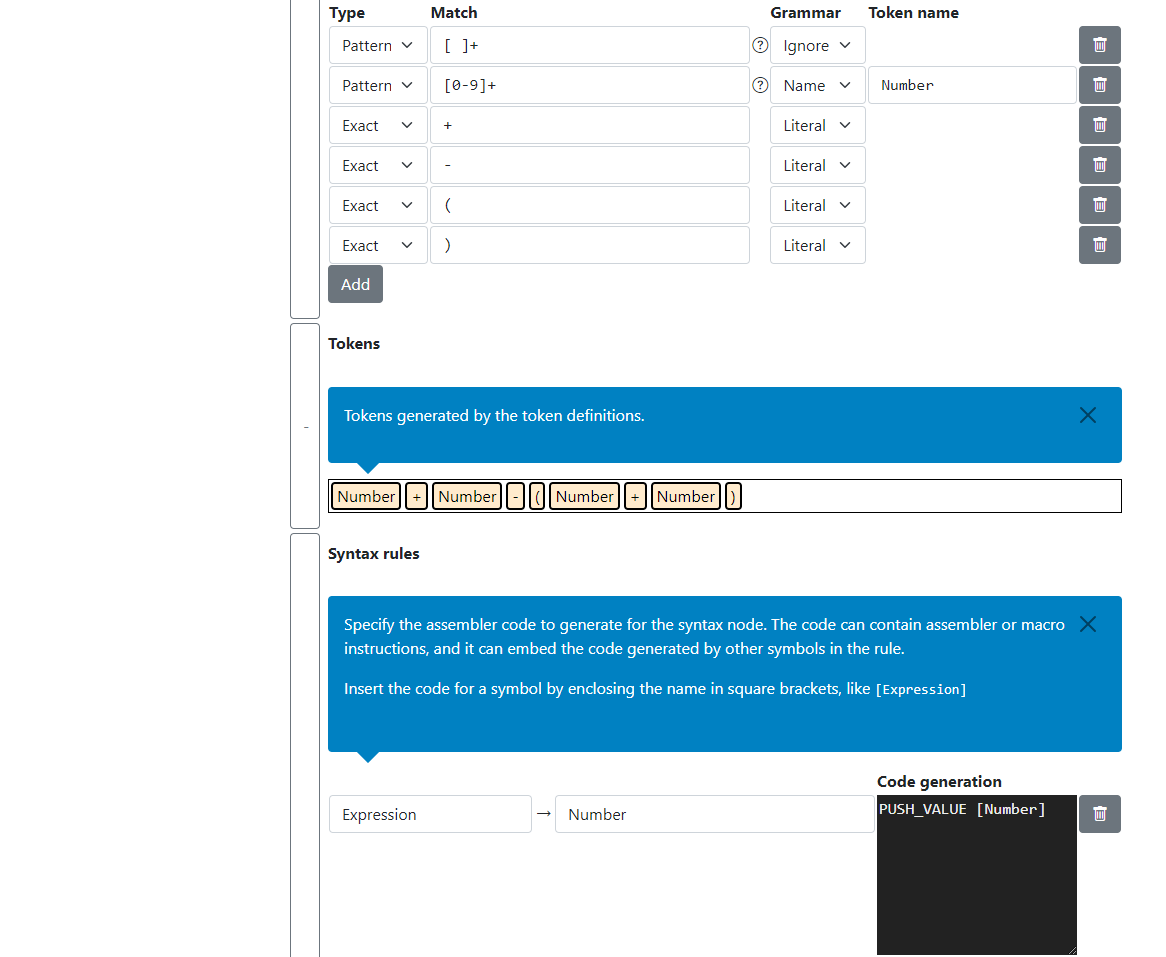 Type Match Grammar Token name
Pattern [ ]+ ? Ignore
Pattern [0-9]+ ? Name Number
Exact + Literal
Exact - Literal
Exact ( Literal
Exact ) Literal
Add
Tokens
Tokens generated by the token definitions.
-
Number + Number - ( Number + Number )
Syntax rules
Specify the assembler code to generate for the syntax node. The code can contain assembler or macro
instructions, and it can embed the code generated by other symbols in the rule.
Insert the code for a symbol by enclosing the name in square brackets, like [Expression]
Code generation
Expression → Number PUSH_VALUE [Number]